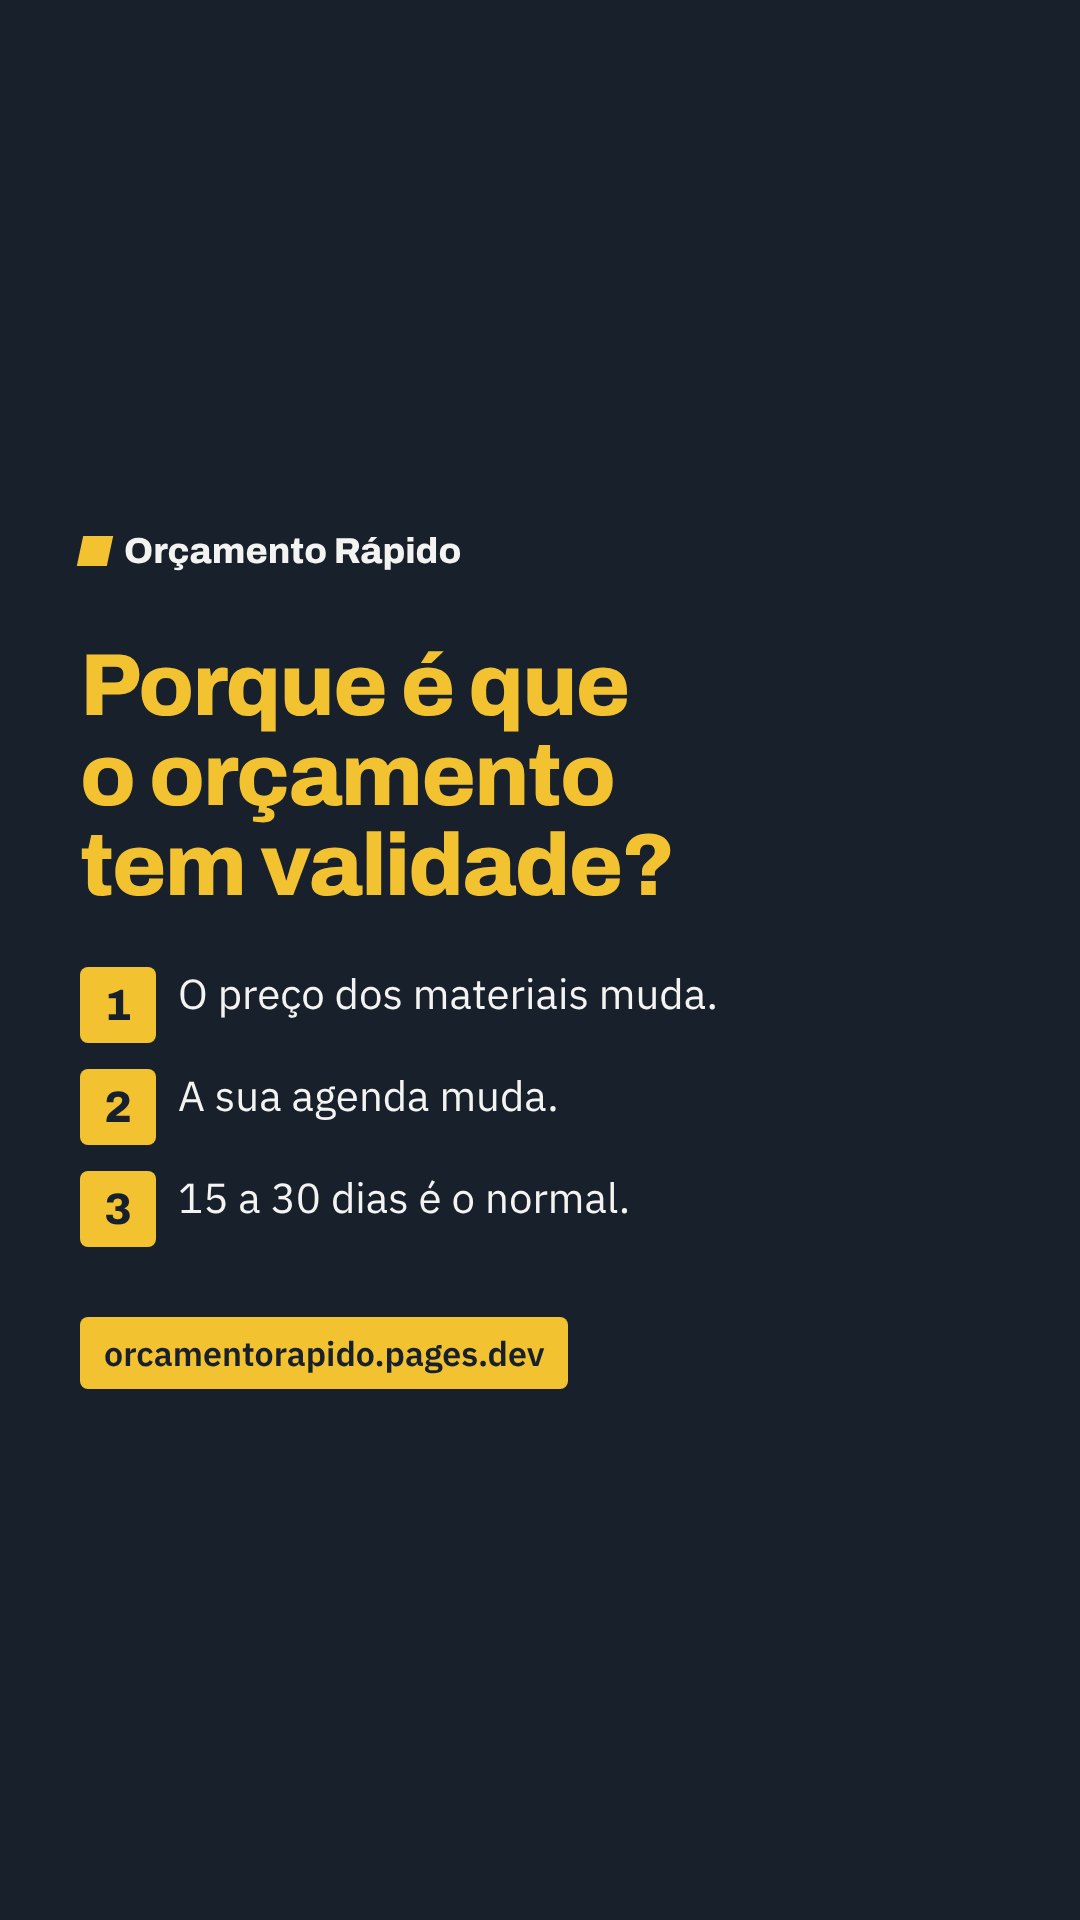 Orçamento Rápido
Porque é que
o orçamento
tem validade?
1 O preço dos materiais muda.
2 A sua agenda muda.
3 15 a 30 dias é o normal.
orcamentorapido.pages.dev